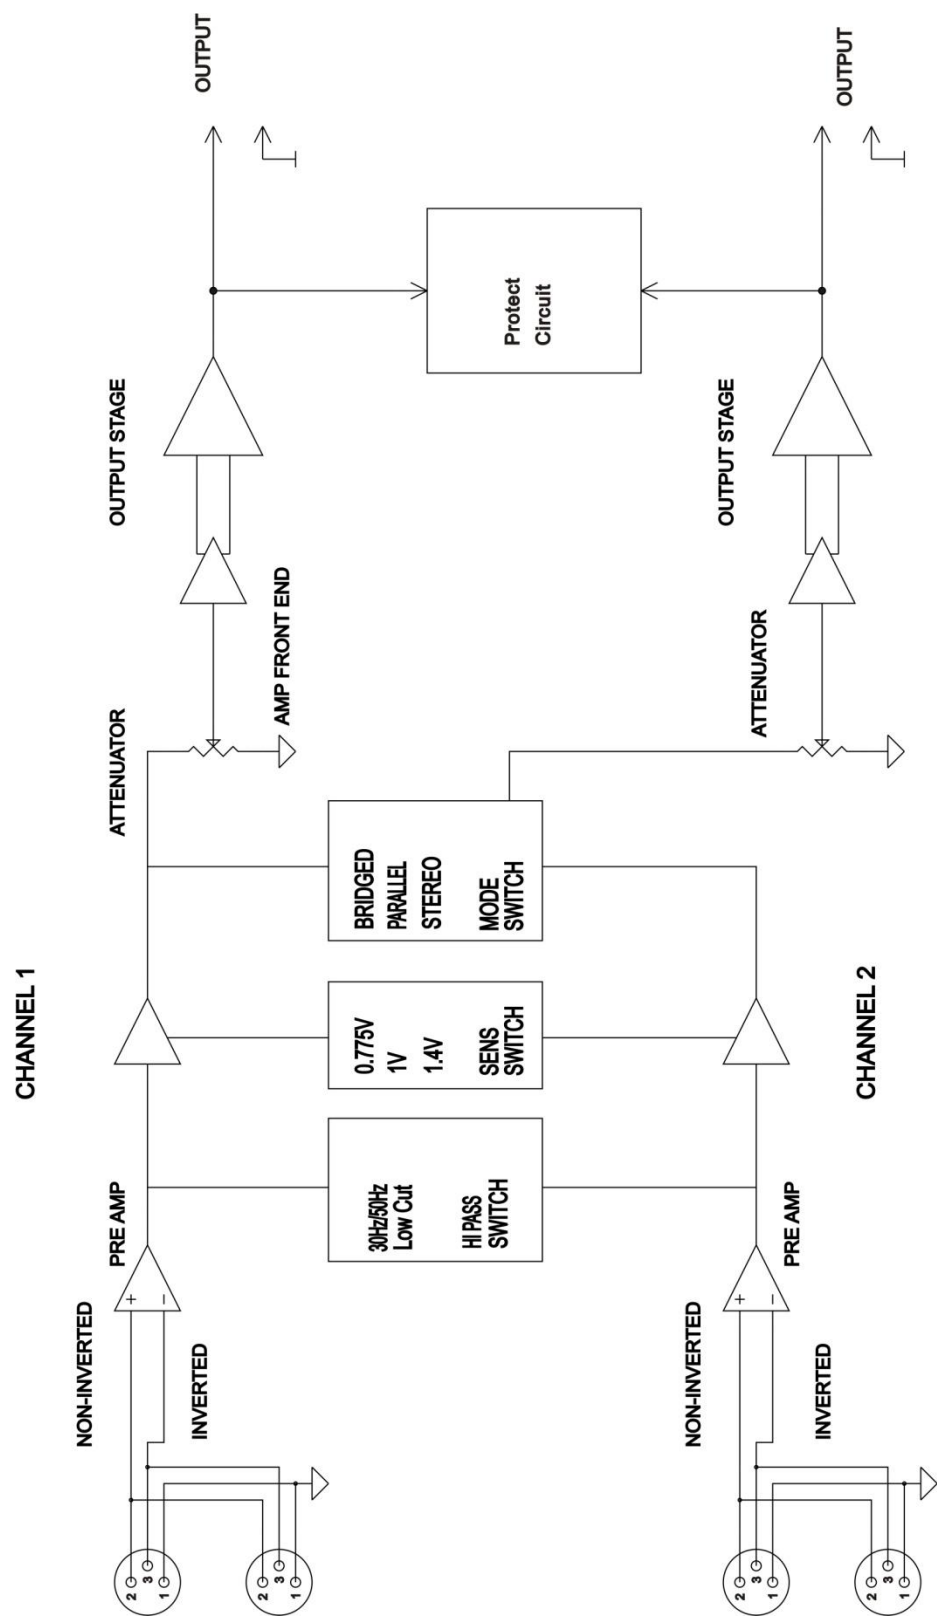 CHANNEL 1
NON-INVERTED
INVERTED
PRE AMP
ATTENUATOR
AMP FRONT END
OUTPUT STAGE
OUTPUT
2
3
1
2
3
1
+
−
30Hz/50Hz
Low Cut
HI PASS
SWITCH
0.775V
1V
1.4V
SENS
SWITCH
BRIDGED
PARALLEL
STEREO
MODE
SWITCH
Protect
Circuit
NON-INVERTED
INVERTED
PRE AMP
ATTENUATOR
OUTPUT STAGE
OUTPUT
2
3
1
2
3
1
+
−
CHANNEL 2